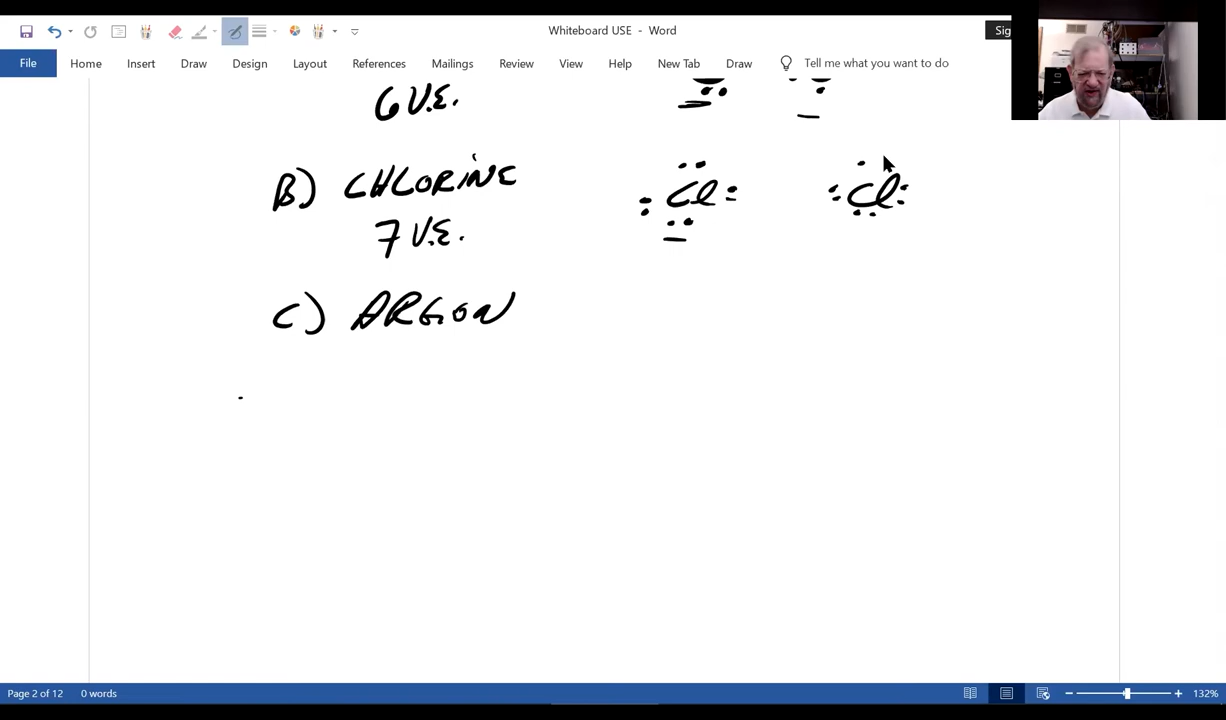 Whiteboard USE - Word
Sig
File Home Insert Draw Design Layout References Mailings Review View Help New Tab Draw Tell me what you want to do
6 V.E.
B) CHLORINE Cl Cl
7 V.E.
C) ARGON
Page 2 of 12 0 words 132%